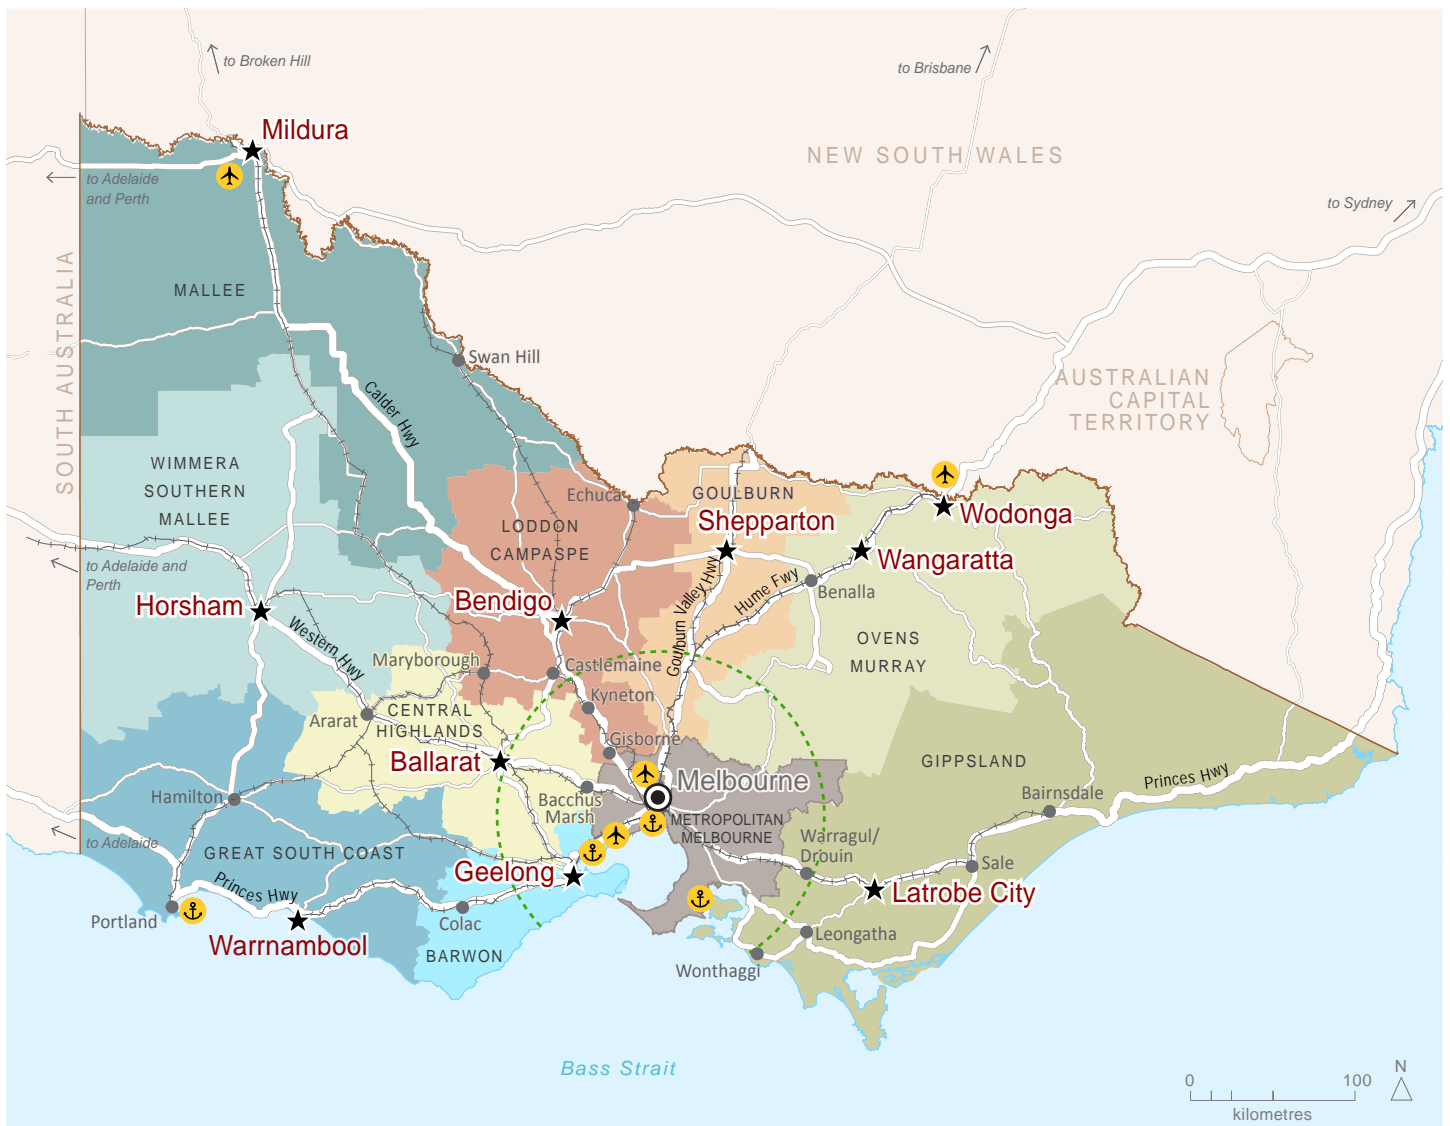 to Broken Hill
to Brisbane
Mildura
NEW SOUTH WALES
to Adelaide
and Perth
to Sydney
SOUTH AUSTRALIA
MALLEE
Swan Hill
Calder Hwy
AUSTRALIAN
CAPITAL
TERRITORY
WIMMERA
SOUTHERN
MALLEE
Echuca
GOULBURN
LODDON
CAMPASPE
Shepparton
Wodonga
Wangaratta
to Adelaide and
Perth
Horsham
Bendigo
Goulburn Valley Hwy
Hume Fwy
Benalla
Western Hwy
OVENS
MURRAY
Maryborough
Castlemaine
Kyneton
Ararat
CENTRAL
HIGHLANDS
Gisborne
Ballarat
Melbourne
GIPPSLAND
Princes Hwy
Hamilton
Bacchus
Marsh
Bairnsdale
METROPOLITAN
MELBOURNE
to Adelaide
GREAT SOUTH COAST
Warragul/
Drouin
Geelong
Sale
Princes Hwy
Latrobe City
Portland
Colac
Leongatha
Warrnambool
BARWON
Wonthaggi
Bass Strait
N
0 100
kilometres